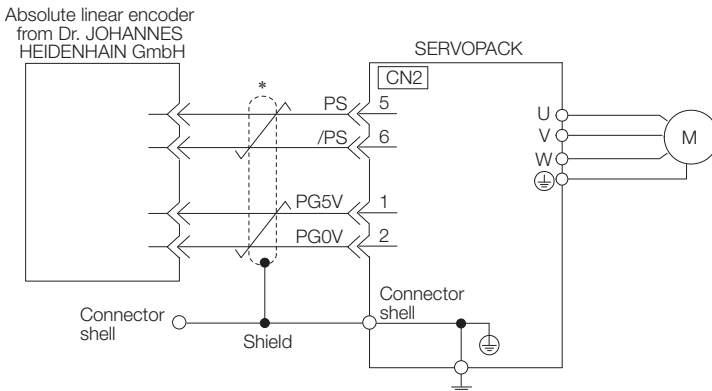 Absolute linear encoder
from Dr. JOHANNES
HEIDENHAIN GmbH
SERVOPACK
CN2
*
PS 5
/PS 6
PG5V 1
PG0V 2
U
V
W
M
Connector
shell
Shield
Connector
shell